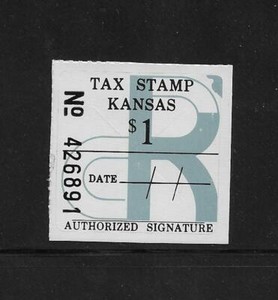 TAX STAMP
KANSAS
$1
No 426891
DATE / /
AUTHORIZED SIGNATURE